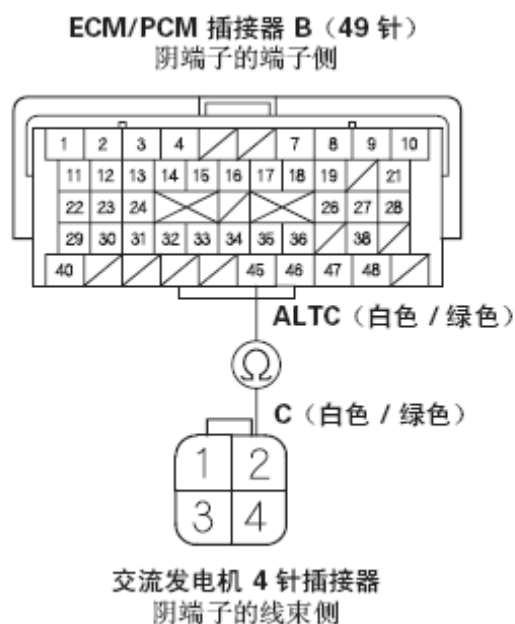 ECM/PCM 插接器 B（49 针）
阴端子的端子侧
1 2 3 4 7 8 9 10
11 12 13 14 15 16 17 18 19 21
22 23 24 26 27 28
29 30 31 32 33 34 35 36 38
40 45 46 47 48
ALTC（白色 / 绿色）
Ω
C（白色 / 绿色）
1 2
3 4
交流发电机 4 针插接器
阴端子的线束侧